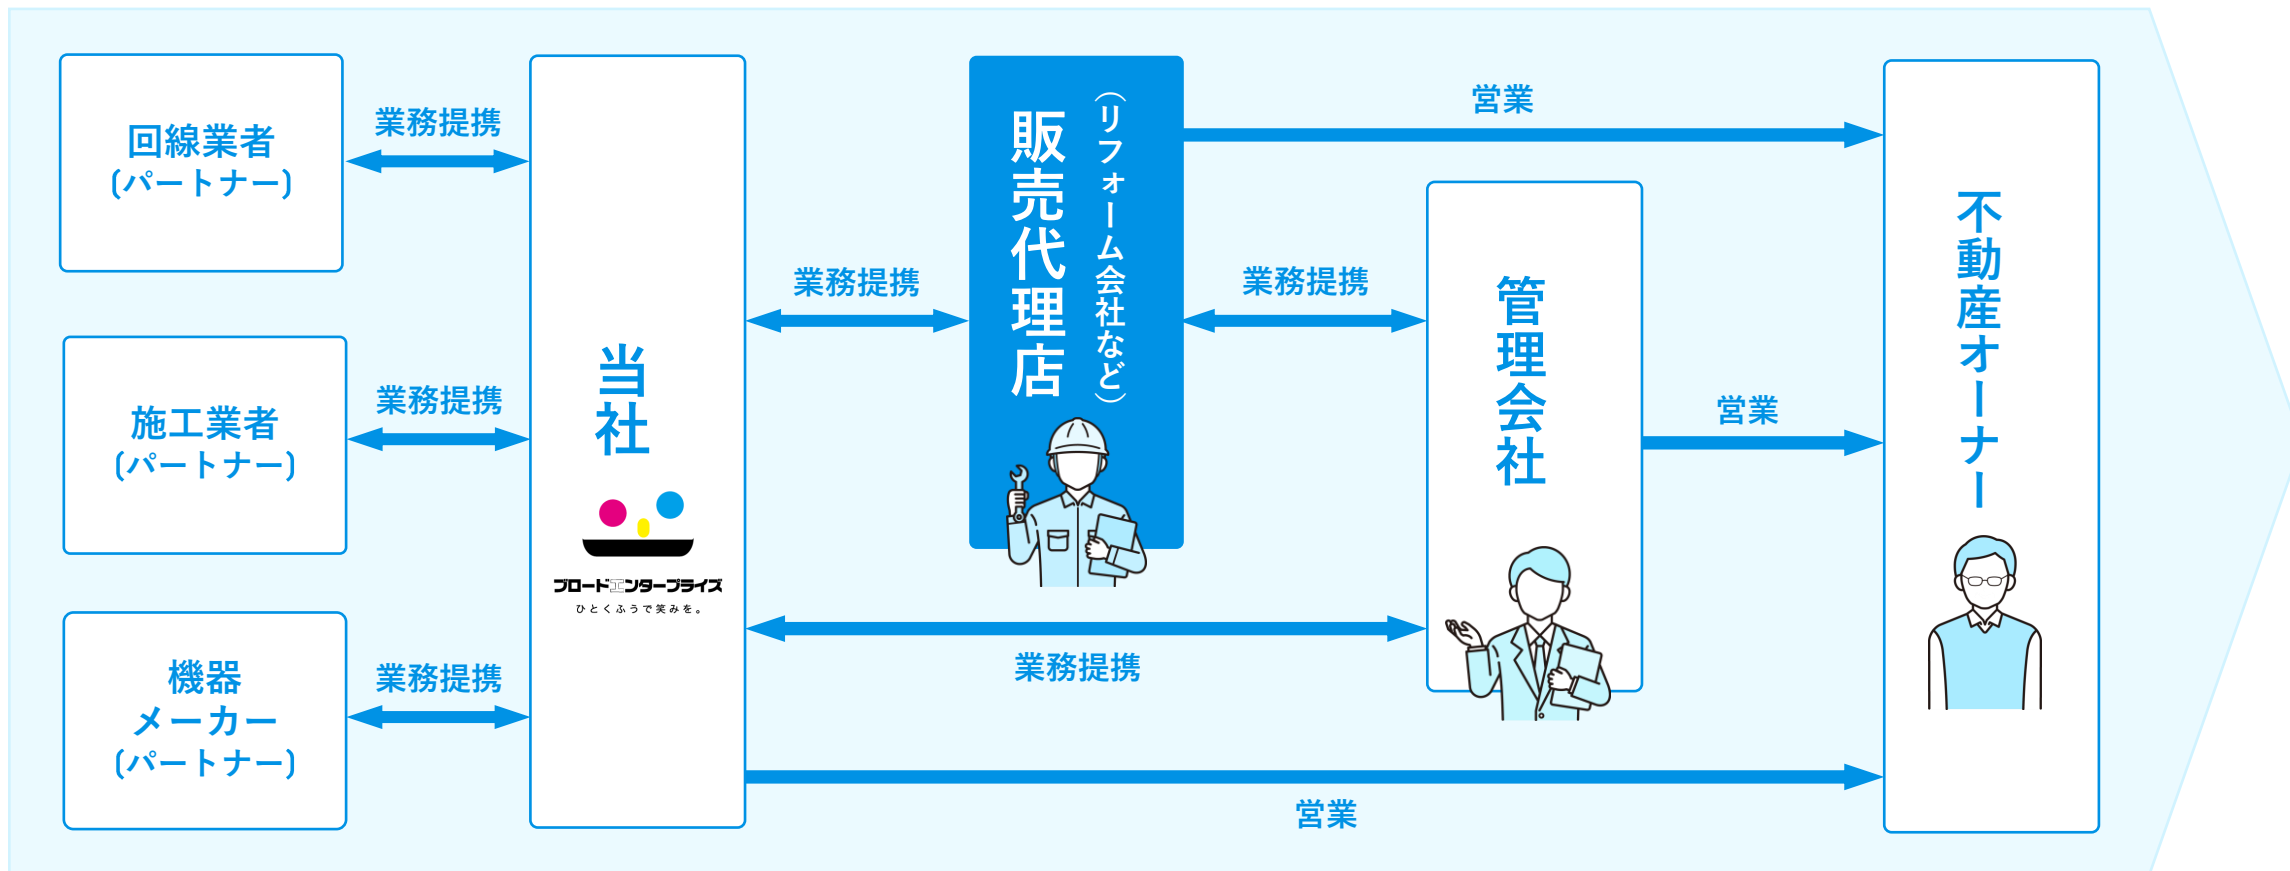 回線業者
(パートナー)
業務提携
施工業者
(パートナー)
業務提携
機器
メーカー
(パートナー)
業務提携
当社
ブロードエンタープライズ
ひとくふうで笑みを。
業務提携
販売代理店
（リフォーム会社など）
営業
業務提携
管理会社
営業
業務提携
営業
不動産オーナー